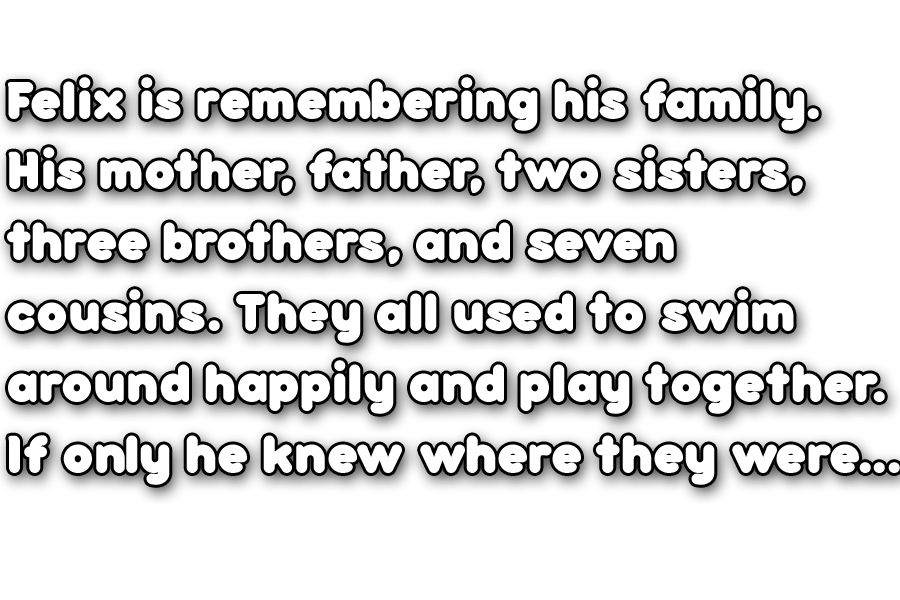 Felix is remembering his family.
His mother, father, two sisters,
three brothers, and seven
cousins. They all used to swim
around happily and play together.
If only he knew where they were...